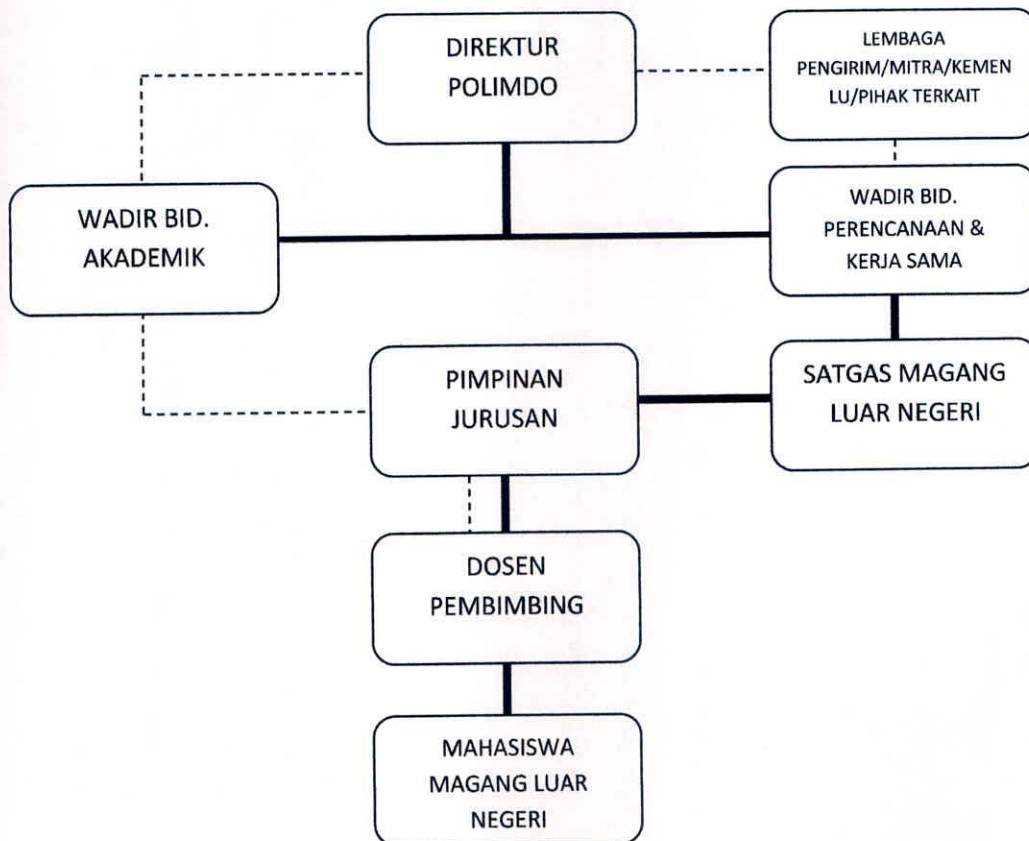 DIREKTUR
POLIMDO
LEMBAGA
PENGIRIM/MITRA/KEMEN
LU/PIHAK TERKAIT
WADIR BID.
AKADEMIK
WADIR BID.
PERENCANAAN &
KERJA SAMA
PIMPINAN
JURUSAN
SATGAS MAGANG
LUAR NEGERI
DOSEN
PEMBIMBING
MAHASISWA
MAGANG LUAR
NEGERI